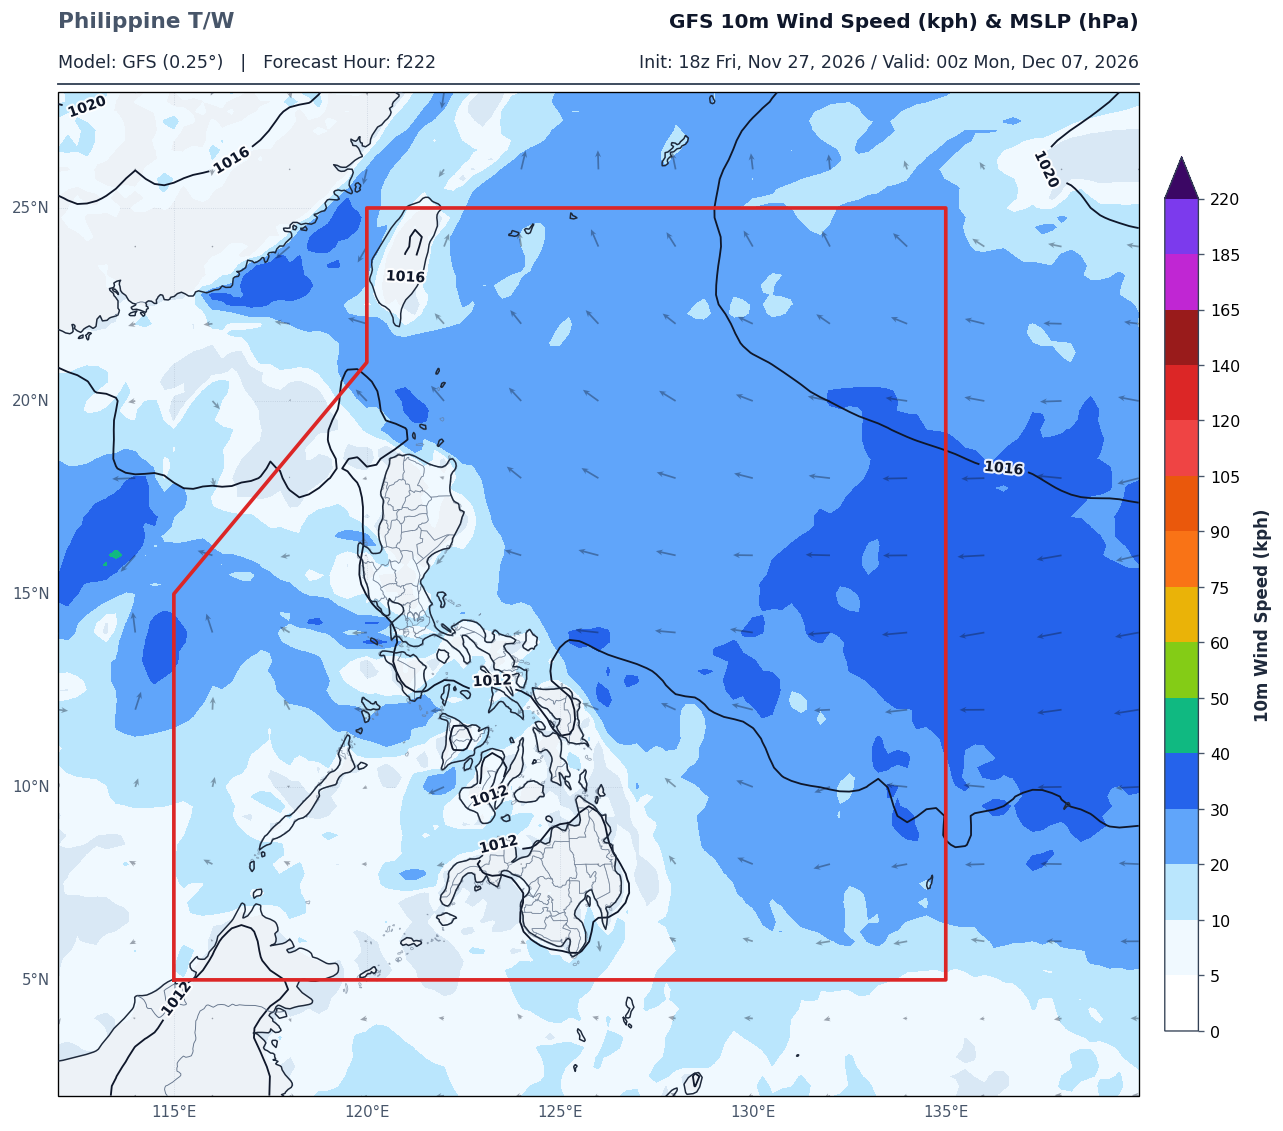 Philippine T/W
GFS 10m Wind Speed (kph) & MSLP (hPa)
Model: GFS (0.25°) | Forecast Hour: f222
Init: 18z Fri, Nov 27, 2026 / Valid: 00z Mon, Dec 07, 2026
1020
1016
1020
1016
1016
1012
1012
1012
1012
25°N
20°N
15°N
10°N
5°N
115°E
120°E
125°E
130°E
135°E
220
185
165
140
120
105
90
75
60
50
40
30
20
10
5
0
10m Wind Speed (kph)